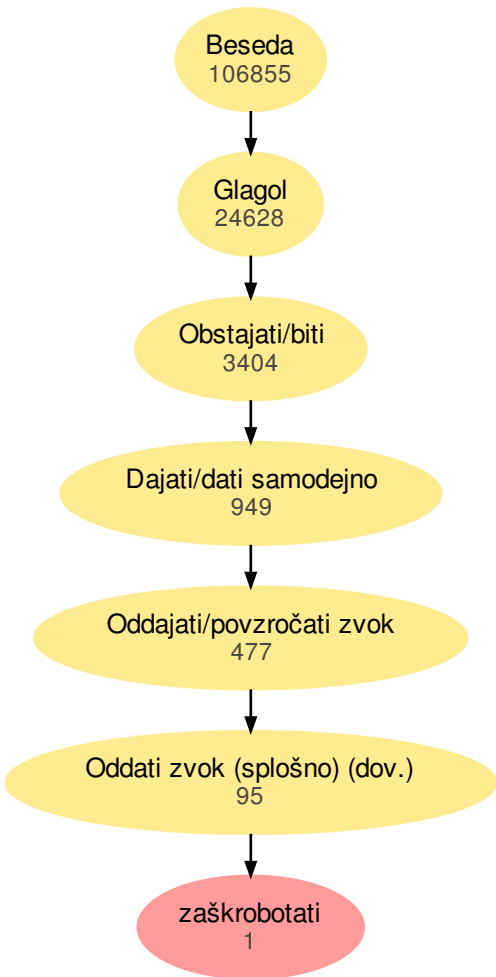 Beseda
106855
Glagol
24628
Obstajati/biti
3404
Dajati/dati samodejno
949
Oddajati/povzročati zvok
477
Oddati zvok (splošno) (dov.)
95
zaškrobotati
1